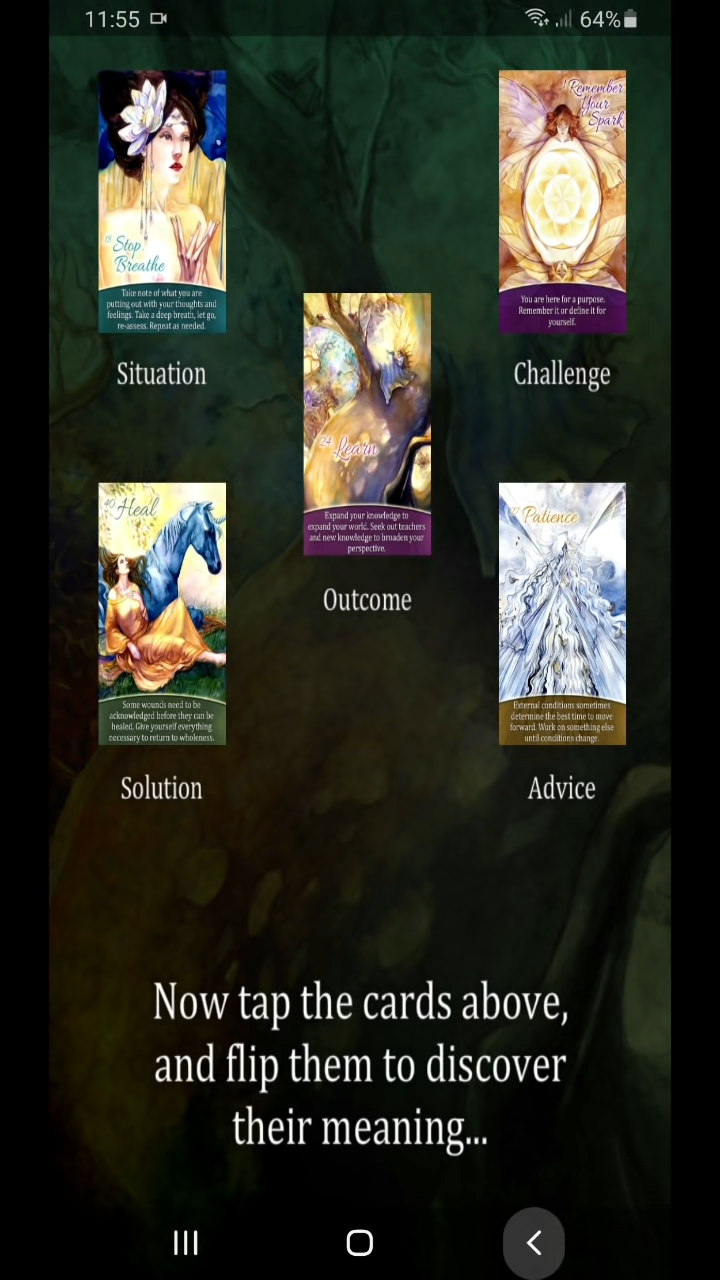 11:55
64%
18 Stop
Breathe
Take note of what you are
putting out with your thoughts and
feelings. Take a deep breath, let go,
re-assess. Repeat as needed.
Situation
1 Remember
Your
Spark
You are here for a purpose.
Remember it or define it for
yourself.
Challenge
24 Learn
Expand your knowledge to
expand your world. Seek out teachers
and new knowledge to broaden your
perspective.
Outcome
40 Heal
Some wounds need to be
acknowledged before they can be
healed. Give yourself everything
necessary to return to wholeness.
Solution
Patience
External conditions sometimes
determine the best time to move
forward. Work on something else
until conditions change.
Advice
Now tap the cards above,
and flip them to discover
their meaning...